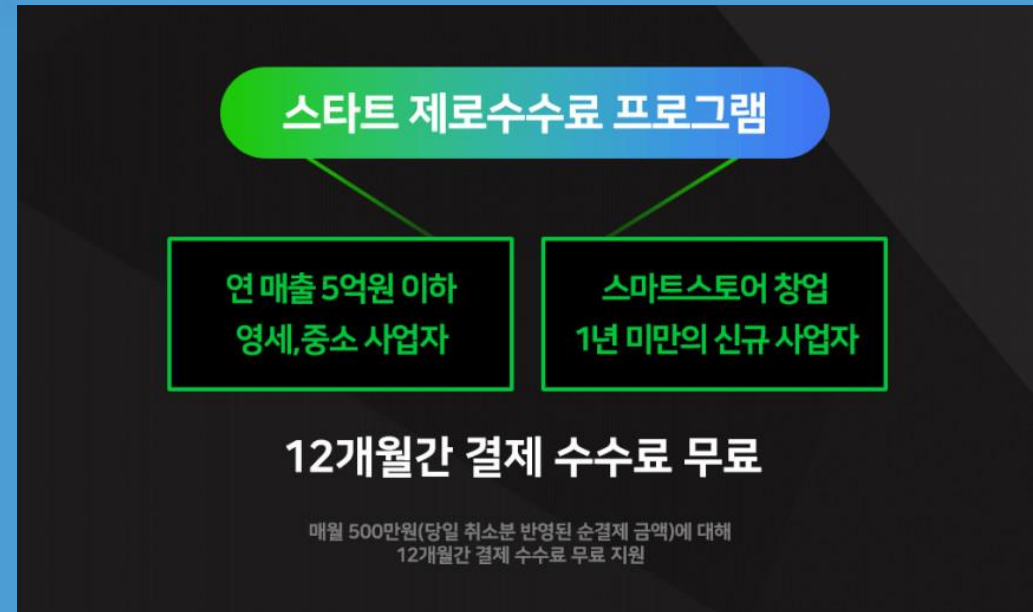 스타트 제로수수료 프로그램
연 매출 5억원 이하
영세,중소 사업자
스마트스토어 창업
1년 미만의 신규 사업자
12개월간 결제 수수료 무료
매월 500만원(당일 취소분 반영된 순결제 금액)에 대해
12개월간 결제 수수료 무료 지원